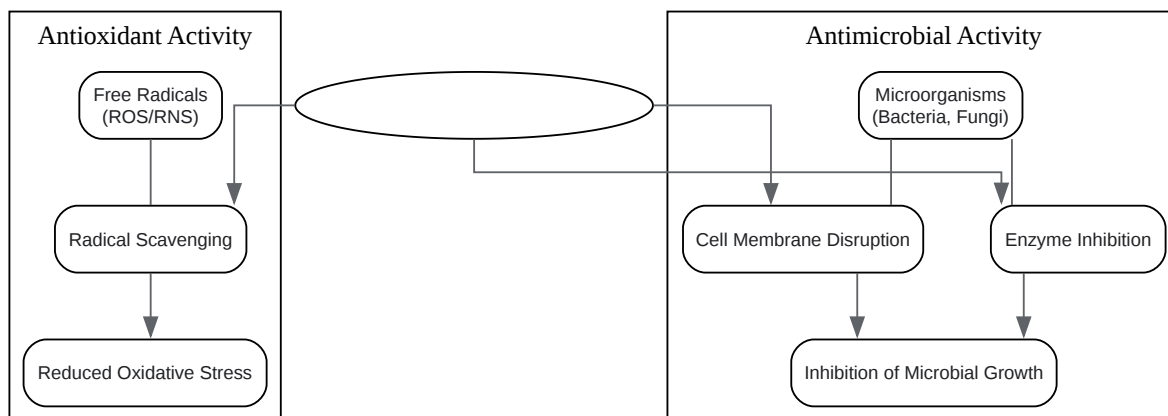 Antioxidant Activity
Free Radicals
(ROS/RNS)
Radical Scavenging
Reduced Oxidative Stress
Antimicrobial Activity
Microorganisms
(Bacteria, Fungi)
Cell Membrane Disruption
Enzyme Inhibition
Inhibition of Microbial Growth